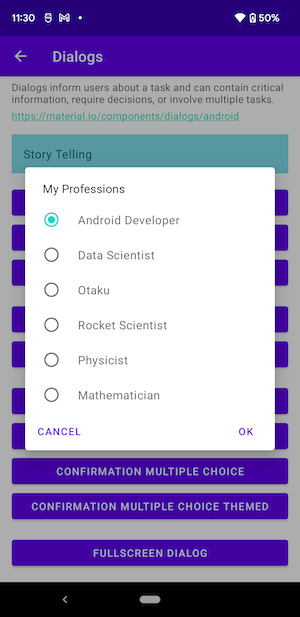 11:30
50%
Dialogs
Dialogs inform users about a task and can contain critical
information, require decisions, or involve multiple tasks.
https://material.io/components/dialogs/android
Story Telling
My Professions
Android Developer
Data Scientist
Otaku
Rocket Scientist
Physicist
Mathematician
CANCEL
OK
CONFIRMATION MULTIPLE CHOICE
CONFIRMATION MULTIPLE CHOICE THEMED
FULLSCREEN DIALOG